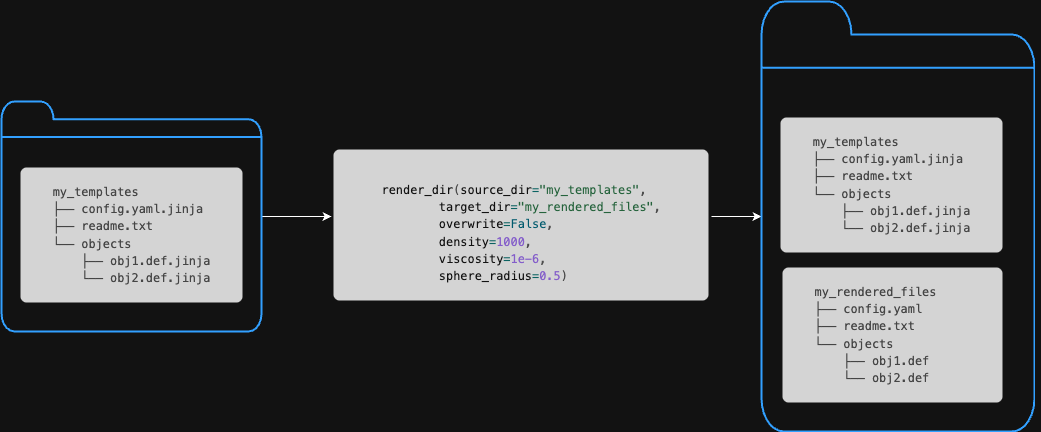 my_templates
├── config.yaml.jinja
├── readme.txt
└── objects
    ├── obj1.def.jinja
    └── obj2.def.jinja
render_dir(source_dir="my_templates",
        target_dir="my_rendered_files",
        overwrite=False,
        density=1000,
        viscosity=1e-6,
        sphere_radius=0.5)
my_templates
├── config.yaml.jinja
├── readme.txt
└── objects
    ├── obj1.def.jinja
    └── obj2.def.jinja
my_rendered_files
├── config.yaml
├── readme.txt
└── objects
    ├── obj1.def
    └── obj2.def